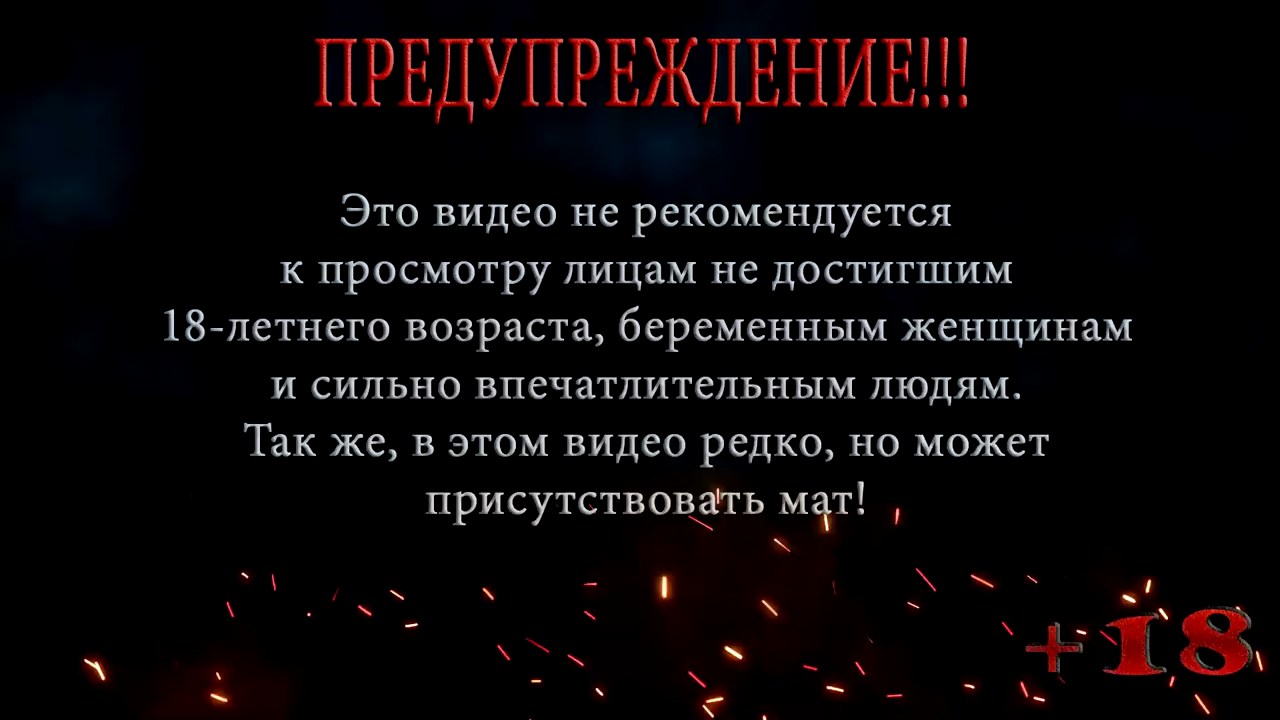 ПРЕДУПРЕЖДЕНИЕ!!!
Это видео не рекомендуется
к просмотру лицам не достигшим
18-летнего возраста, беременным женщинам
и сильно впечатлительным людям.
Так же, в этом видео редко, но может
присутствовать мат!
+18